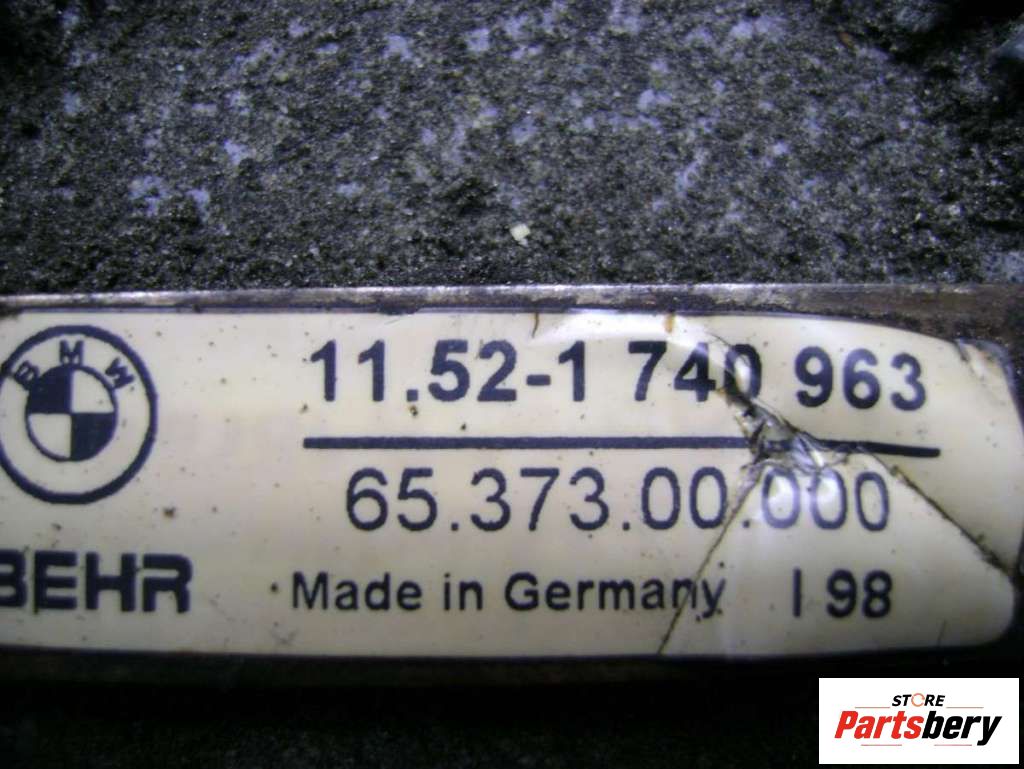 BMW
11.52-1 740 963
65.373.00.000
BEHR
Made in Germany I 98
STORE
Partsbery